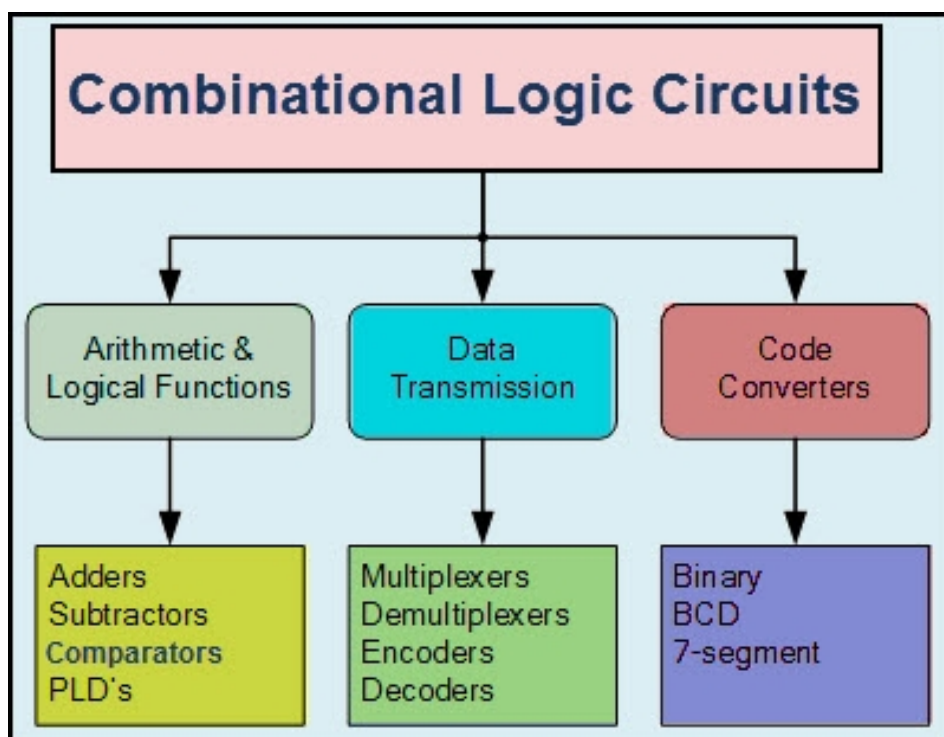 Combinational Logic Circuits
Arithmetic &
Logical Functions
Data
Transmission
Code
Converters
Adders
Subtractors
Comparators
PLD's
Multiplexers
Demultiplexers
Encoders
Decoders
Binary
BCD
7-segment